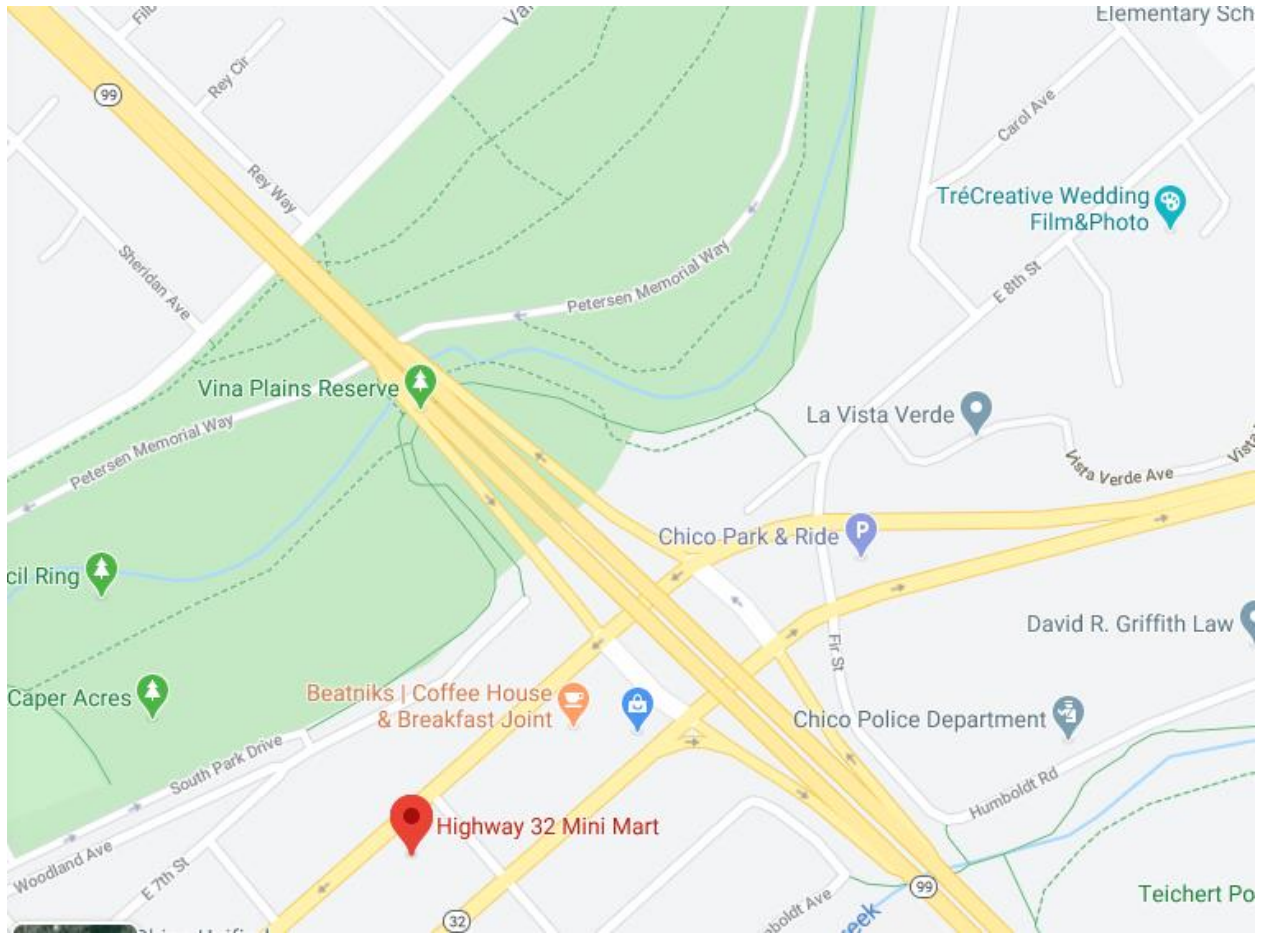 Elementary Sch
99
Rey Cir
Carol Ave
Rey Way
TréCreative Wedding
Film&Photo
Sheridan Ave
Petersen Memorial Way
E 8th St
Vina Plains Reserve
La Vista Verde
Petersen Memorial Way
Vista Verde Ave
Vista
Chico Park & Ride
P
cil Ring
David R. Griffith Law
Fir St
Caper Acres
Beatniks | Coffee House
& Breakfast Joint
Chico Police Department
South Park Drive
Humboldt Rd
Highway 32 Mini Mart
Woodland Ave
E 7th St
99
Teichert Po
32
mboldt Ave
eek